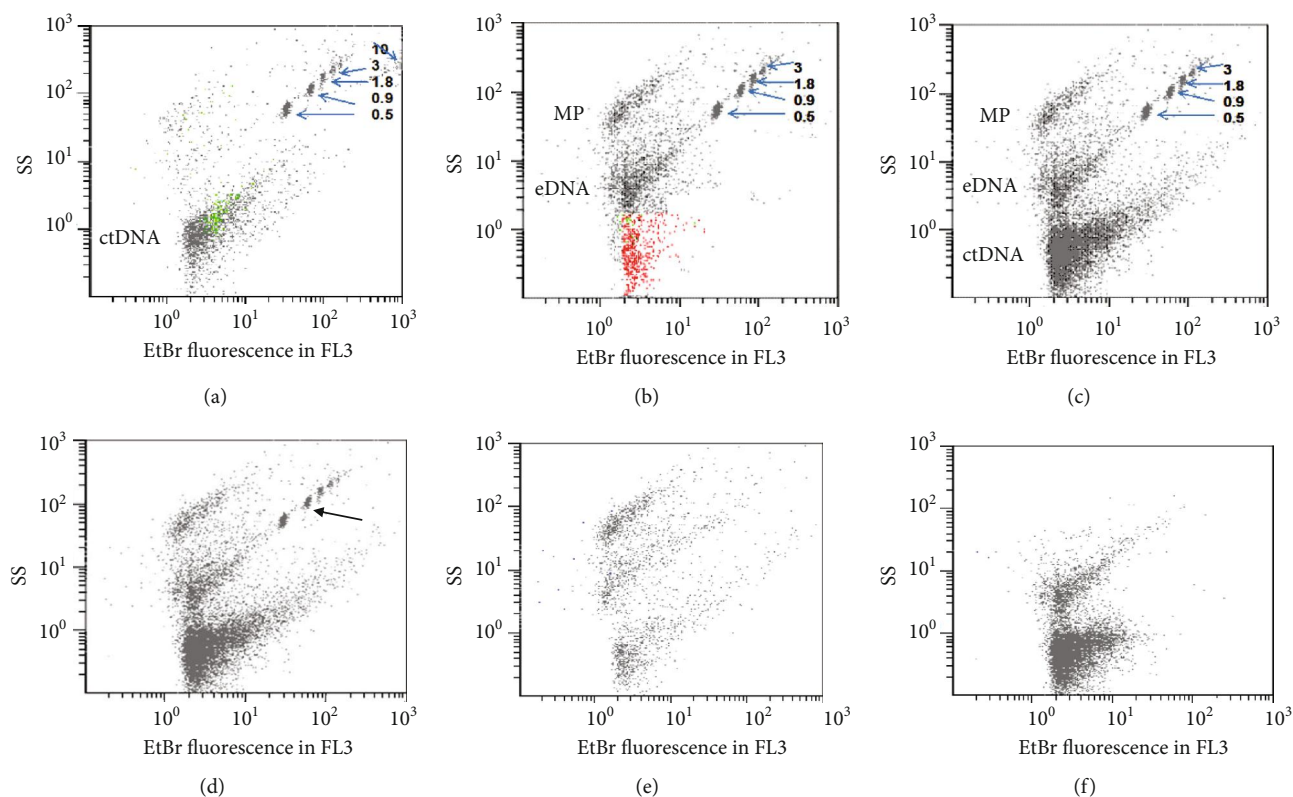 10³
10²
10¹
10⁰
SS
ctDNA
10
3
1.8
0.9
0.5
10⁰
10¹
10²
10³
EtBr fluorescence in FL3
(a)
10³
10²
10¹
10⁰
SS
MP
eDNA
3
1.8
0.9
0.5
10⁰
10¹
10²
10³
EtBr fluorescence in FL3
(b)
10³
10²
10¹
10⁰
SS
MP
eDNA
ctDNA
3
1.8
0.9
0.5
10⁰
10¹
10²
10³
EtBr fluorescence in FL3
(c)
10³
10²
10¹
10⁰
SS
10⁰
10¹
10²
10³
EtBr fluorescence in FL3
(d)
10³
10²
10¹
10⁰
SS
10⁰
10¹
10²
10³
EtBr fluorescence in FL3
(e)
10³
10²
10¹
10⁰
SS
10⁰
10¹
10²
10³
EtBr fluorescence in FL3
(f)